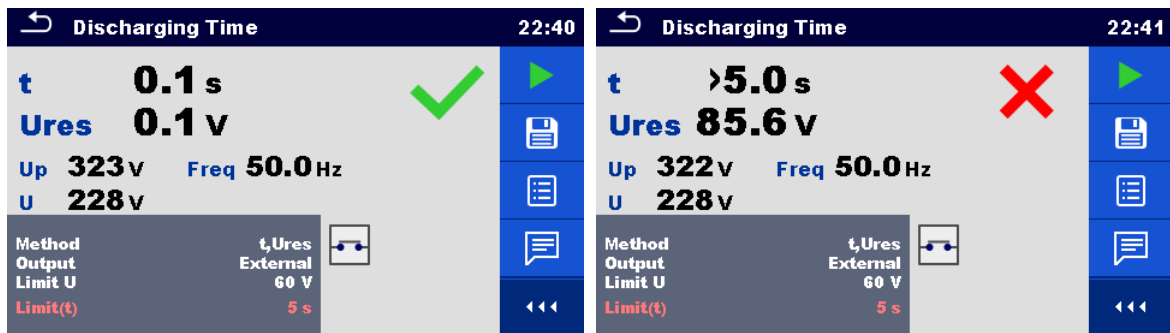 Discharging Time 22:40
t 0.1 s
Ures 0.1 V
Up 323 V Freq 50.0 Hz
U 228 V
Method t,Ures
Output External
Limit U 60 V
Limit(t) 5 s
Discharging Time 22:41
t >5.0 s
Ures 85.6 V
Up 322 V Freq 50.0 Hz
U 228 V
Method t,Ures
Output External
Limit U 60 V
Limit(t) 5 s